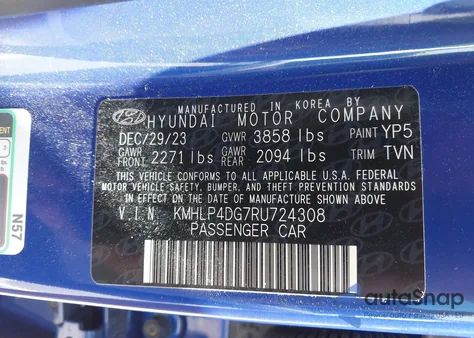 MANUFACTURED IN KOREA BY
HYUNDAI MOTOR COMPANY
DEC/29/23 GVWR 3858 lbs PAINT YP5
GAWR FRONT 2271 lbs GAWR REAR 2094 lbs TRIM TVN
THIS VEHICLE CONFORMS TO ALL APPLICABLE U.S.A. FEDERAL
MOTOR VEHICLE SAFETY, BUMPER, AND THEFT PREVENTION STANDARDS
IN EFFECT ON THE DATE OF MANUFACTURE SHOWN ABOVE.
V.I.N KMHLP4DG7RU724308
PASSENGER CAR
N57
autoSnap